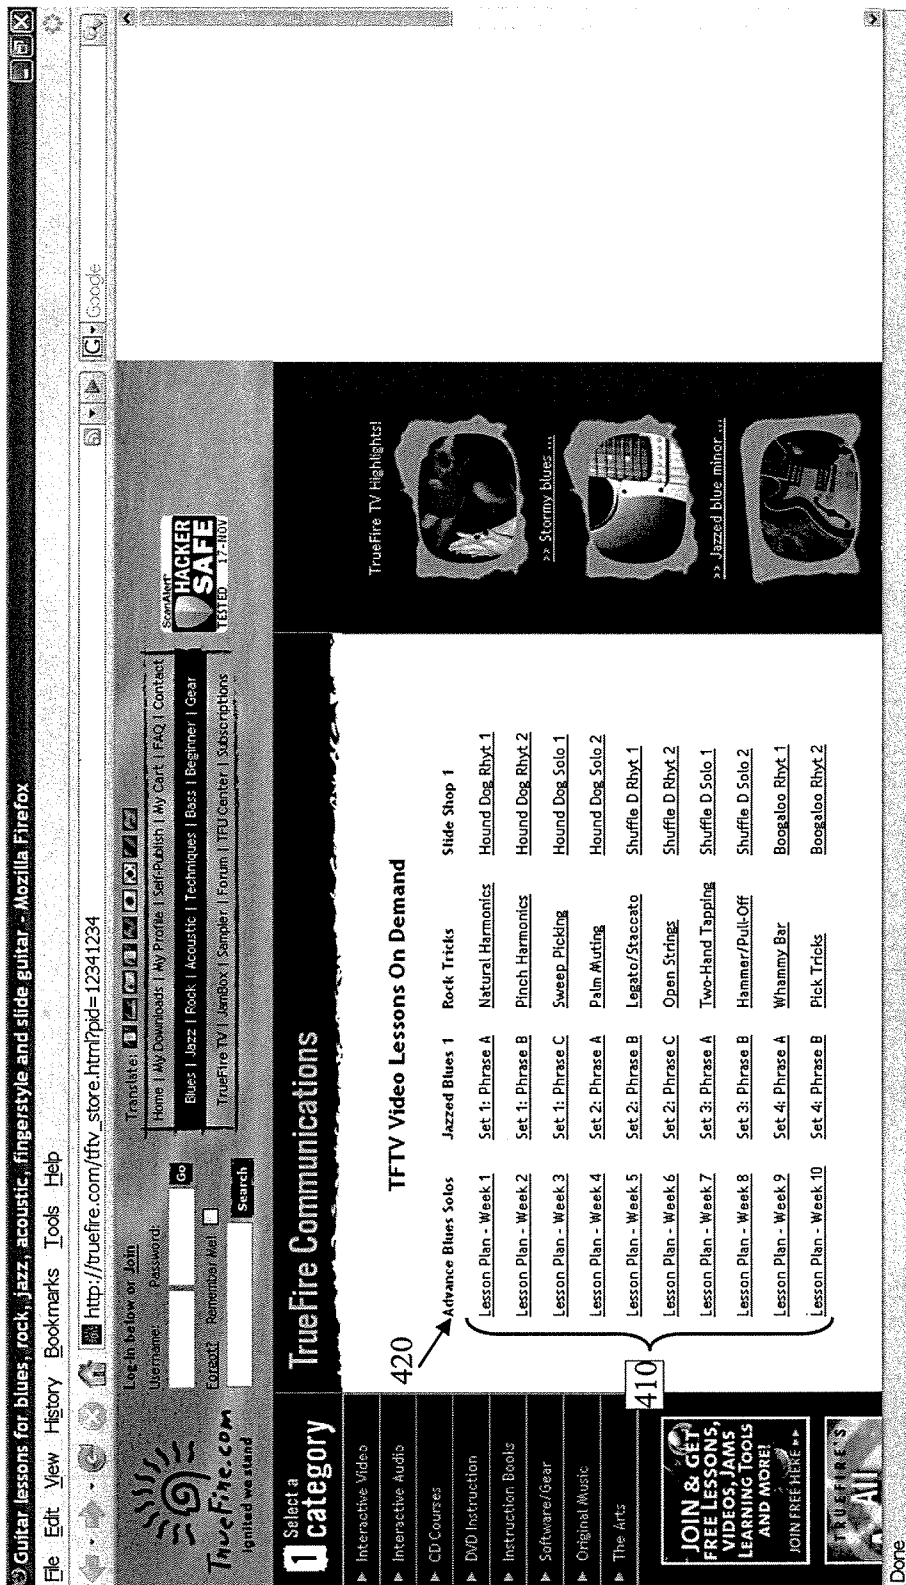 Guitar lessons for blues, rock, jazz, acoustic, fingerstyle and slide guitar - Mozilla Firefox
File Edit View History Bookmarks Tools Help
http://truefire.com/tftv_store.html?pid=12341234
G Google
TrueFire.com
ignited we stand
Log-in below or Join
Username: Password:
Go
Forgot? Remember Me!
Search
Translate:
Home | My Downloads | My Profile | Self-Publish | My Cart | FAQ | Contact
Blues | Jazz | Rock | Acoustic | Techniques | Bass | Beginner | Gear
TrueFire TV | JamBox | Sampler | Forum | TFU Center | Subscriptions
ScanAlert
HACKER
SAFE
TESTED 17-NOV
1 Select a
category
Interactive Video
Interactive Audio
CD Courses
DVD Instruction
Instruction Books
Software/Gear
Original Music
The Arts
JOIN & GET
FREE LESSONS,
VIDEOS, JAMS
LEARNING TOOLS
AND MORE!
JOIN FREE HERE
TRUEFIRE'S
All
TrueFire Communications
TFTV Video Lessons On Demand
420
410
Advance Blues Solos Jazzed Blues 1 Rock Tricks Slide Shop 1
Lesson Plan - Week 1 Set 1: Phrase A Natural Harmonics Hound Dog Rhyt 1
Lesson Plan - Week 2 Set 1: Phrase B Pinch Harmonics Hound Dog Rhyt 2
Lesson Plan - Week 3 Set 1: Phrase C Sweep Picking Hound Dog Solo 1
Lesson Plan - Week 4 Set 2: Phrase A Palm Muting Hound Dog Solo 2
Lesson Plan - Week 5 Set 2: Phrase B Legato/Staccato Shuffle D Rhyt 1
Lesson Plan - Week 6 Set 2: Phrase C Open Strings Shuffle D Rhyt 2
Lesson Plan - Week 7 Set 3: Phrase A Two-Hand Tapping Shuffle D Solo 1
Lesson Plan - Week 8 Set 3: Phrase B Hammer/Pull-Off Shuffle D Solo 2
Lesson Plan - Week 9 Set 4: Phrase A Whammy Bar Boogaloo Rhyt 1
Lesson Plan - Week 10 Set 4: Phrase B Pick Tricks Boogaloo Rhyt 2
TrueFire TV Highlights!
>> Stormy blues ...
>> Jazzed blue minor ...
Done